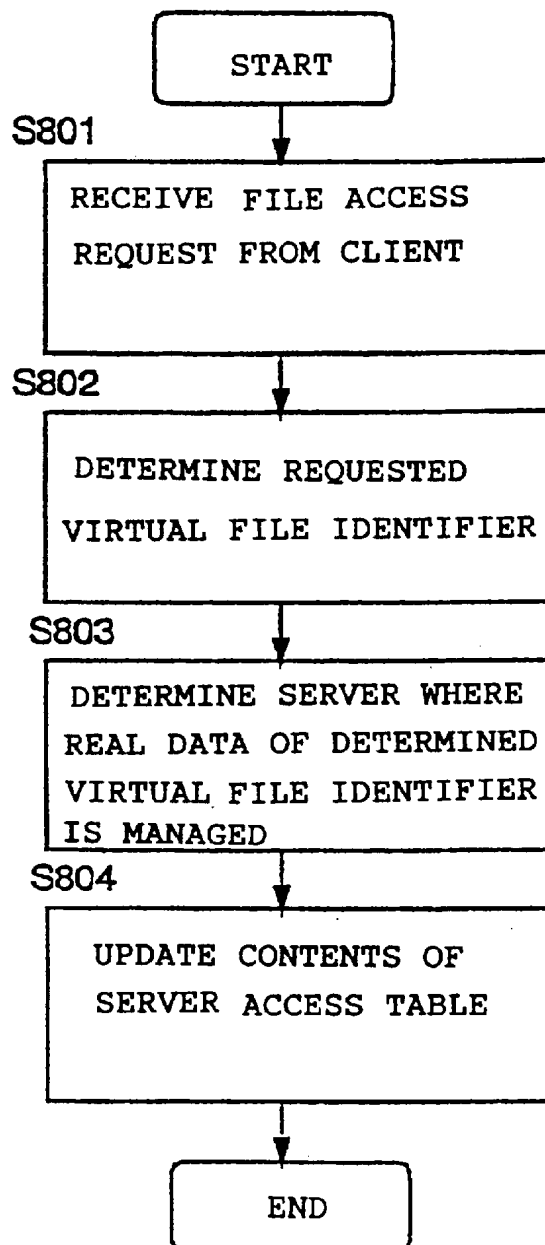 START
S801
RECEIVE FILE ACCESS
REQUEST FROM CLIENT
S802
DETERMINE REQUESTED
VIRTUAL FILE IDENTIFIER
S803
DETERMINE SERVER WHERE
REAL DATA OF DETERMINED
VIRTUAL FILE IDENTIFIER
IS MANAGED
S804
UPDATE CONTENTS OF
SERVER ACCESS TABLE
END